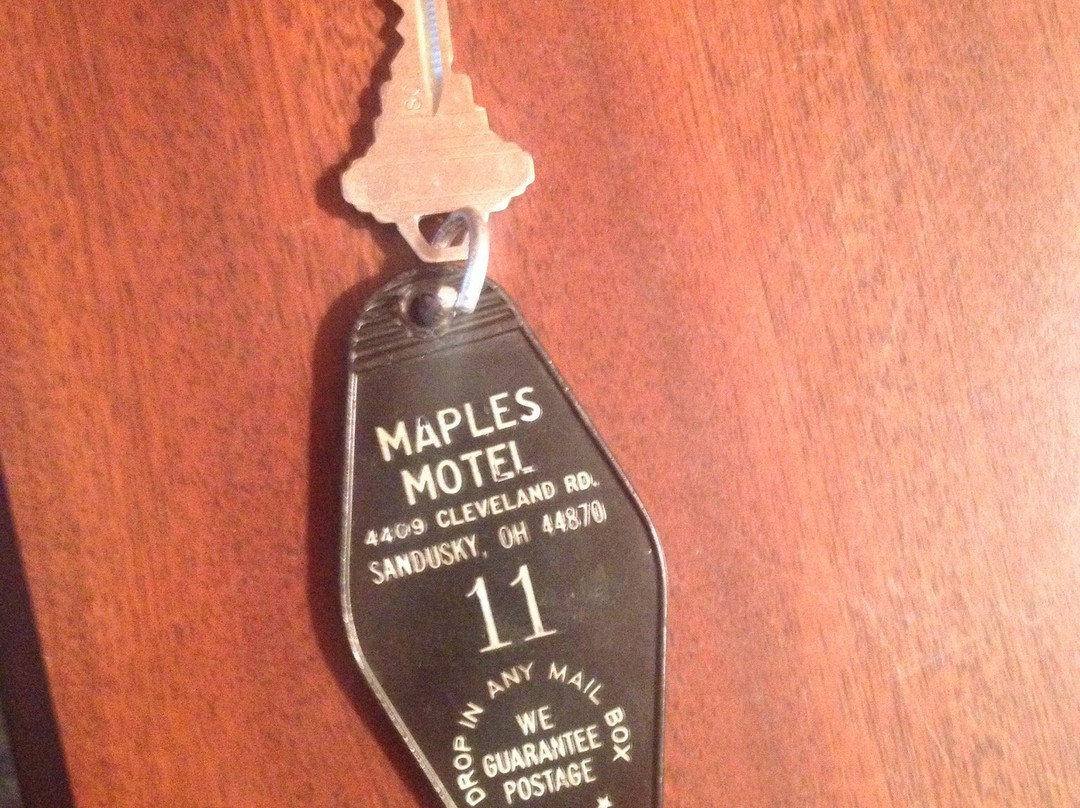 MAPLES
MOTEL
4409 CLEVELAND RD.
SANDUSKY, OH 44870
11
DROP IN ANY MAIL BOX
WE
GUARANTEE
POSTAGE